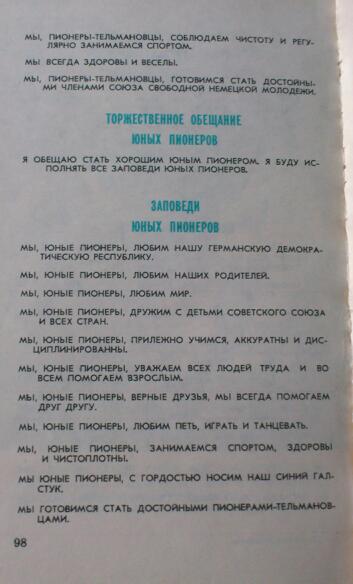 МЫ, ПИОНЕРЫ-ТЕЛЬМАНОВЦЫ, СОБЛЮДАЕМ ЧИСТОТУ И РЕГУ-
ЛЯРНО ЗАНИМАЕМСЯ СПОРТОМ.
МЫ ВСЕГДА ЗДОРОВЫ И ВЕСЕЛЫ.
МЫ, ПИОНЕРЫ-ТЕЛЬМАНОВЦЫ, ГОТОВИМСЯ СТАТЬ ДОСТОЙНЫ-
МИ ЧЛЕНАМИ СОЮЗА СВОБОДНОЙ НЕМЕЦКОЙ МОЛОДЕЖИ.
ТОРЖЕСТВЕННОЕ ОБЕЩАНИЕ
ЮНЫХ ПИОНЕРОВ
Я ОБЕЩАЮ СТАТЬ ХОРОШИМ ЮНЫМ ПИОНЕРОМ. Я БУДУ ИС-
ПОЛНЯТЬ ВСЕ ЗАПОВЕДИ ЮНЫХ ПИОНЕРОВ.
ЗАПОВЕДИ
ЮНЫХ ПИОНЕРОВ
МЫ, ЮНЫЕ ПИОНЕРЫ, ЛЮБИМ НАШУ ГЕРМАНСКУЮ ДЕМОКРА-
ТИЧЕСКУЮ РЕСПУБЛИКУ.
МЫ, ЮНЫЕ ПИОНЕРЫ, ЛЮБИМ НАШИХ РОДИТЕЛЕЙ.
МЫ, ЮНЫЕ ПИОНЕРЫ, ЛЮБИМ МИР.
МЫ, ЮНЫЕ ПИОНЕРЫ, ДРУЖИМ С ДЕТЬМИ СОВЕТСКОГО СОЮЗА
И ВСЕХ СТРАН.
МЫ, ЮНЫЕ ПИОНЕРЫ, ПРИЛЕЖНО УЧИМСЯ, АККУРАТНЫ И ДИС-
ЦИПЛИНИРОВАННЫ.
МЫ, ЮНЫЕ ПИОНЕРЫ, УВАЖАЕМ ВСЕХ ЛЮДЕЙ ТРУДА И ВО
ВСЕМ ПОМОГАЕМ ВЗРОСЛЫМ.
МЫ, ЮНЫЕ ПИОНЕРЫ, ВЕРНЫЕ ДРУЗЬЯ, МЫ ВСЕГДА ПОМОГАЕМ
ДРУГ ДРУГУ.
МЫ, ЮНЫЕ ПИОНЕРЫ, ЛЮБИМ ПЕТЬ, ИГРАТЬ И ТАНЦЕВАТЬ.
МЫ, ЮНЫЕ ПИОНЕРЫ, ЗАНИМАЕМСЯ СПОРТОМ, ЗДОРОВЫ
И ЧИСТОПЛОТНЫ.
МЫ ЮНЫЕ ПИОНЕРЫ, С ГОРДОСТЬЮ НОСИМ НАШ СИНИЙ ГАЛ-
СТУК.
МЫ ГОТОВИМСЯ СТАТЬ ДОСТОЙНЫМИ ПИОНЕРАМИ-ТЕЛЬМАНОВ-
ЦАМИ.
98